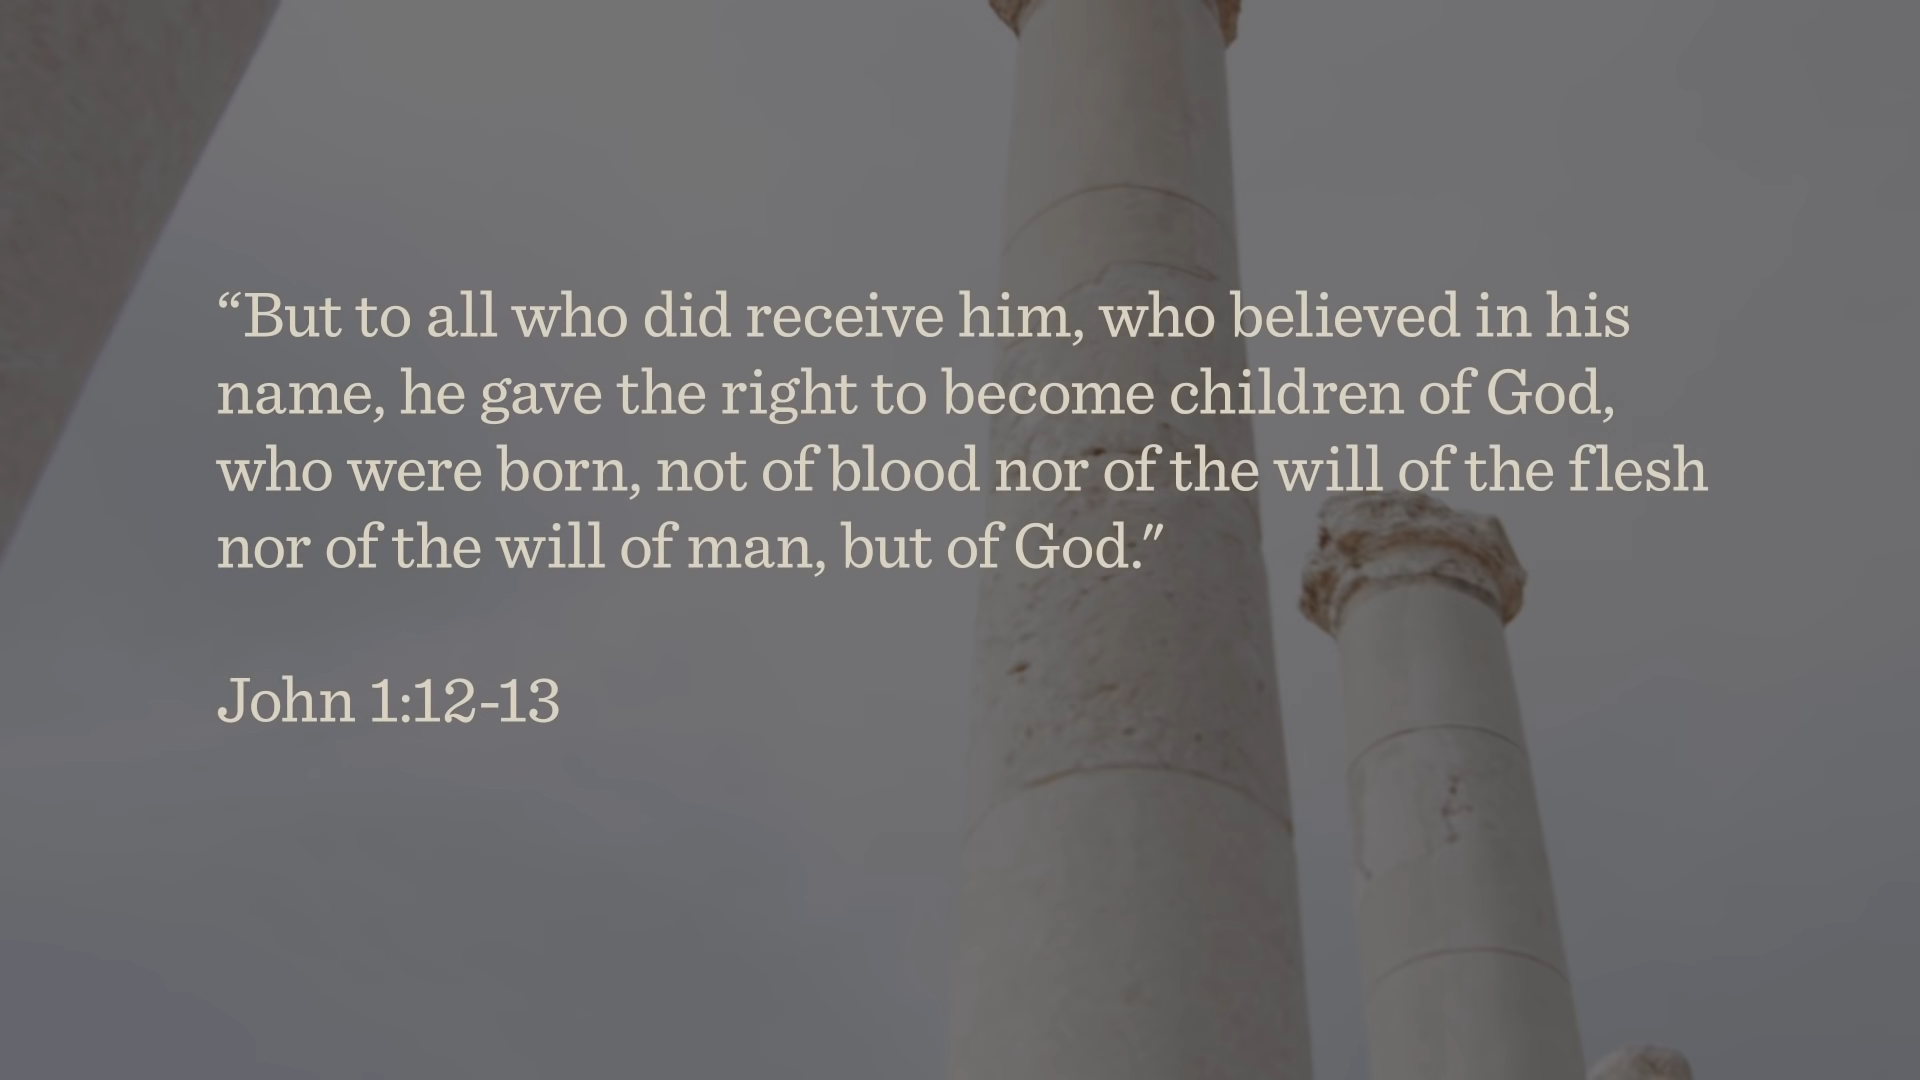 “But to all who did receive him, who believed in his
name, he gave the right to become children of God,
who were born, not of blood nor of the will of the flesh
nor of the will of man, but of God."
John 1:12-13